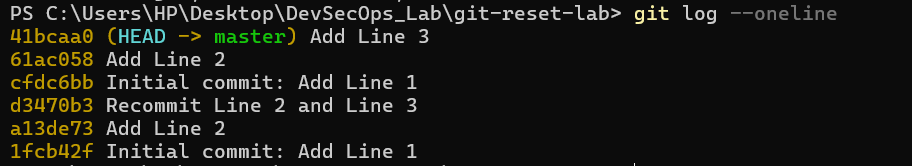 PS C:\Users\HP\Desktop\DevSecOps_Lab\git-reset-lab> git log --oneline
41bcaa0 (HEAD -> master) Add Line 3
61ac058 Add Line 2
cfdc6bb Initial commit: Add Line 1
d3470b3 Recommit Line 2 and Line 3
a13de73 Add Line 2
1fcb42f Initial commit: Add Line 1